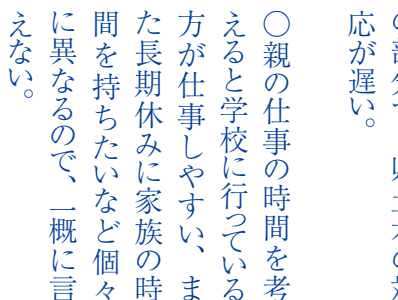 応が遅い。
〇親の仕事の時間を考
えると学校に行っている
方が仕事しやすい、ま
た長期休みに家族の時
間を持ちたいなど個々
に異なるので、一概に言
えない。